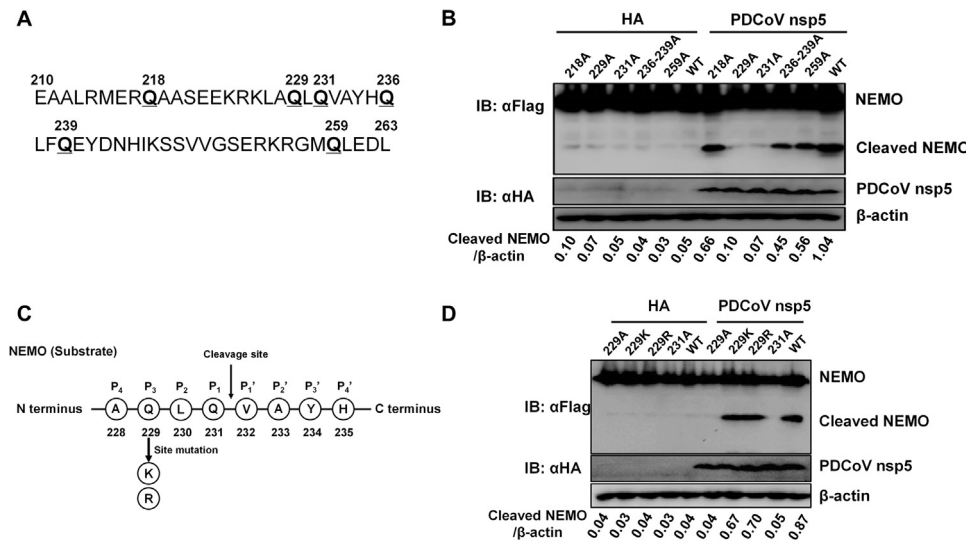 A
210 218 229 231 236
EAALRMERQAASEEKRKLAQLQVAYHQ
239 259 263
LFQEYDNHIKSSVVGSERKRGMQLEDL
B
HA PDCoV nsp5
218A 229A 231A 236-239A 259A WT 218A 229A 231A 236-239A 259A WT
IB: αFlag
NEMO
Cleaved NEMO
IB: αHA
PDCoV nsp5
β-actin
Cleaved NEMO
/β-actin
0.10 0.07 0.05 0.04 0.03 0.05 0.66 0.10 0.07 0.45 0.56 1.04
C
NEMO (Substrate)
Cleavage site
P4 P3 P2 P1 P1' P2' P3' P4'
N terminus A Q L Q V A Y H C terminus
228 229 230 231 232 233 234 235
Site mutation
K
R
D
HA PDCoV nsp5
229A 229K 229R 231A WT 229A 229K 229R 231A WT
IB: αFlag
NEMO
Cleaved NEMO
IB: αHA
PDCoV nsp5
β-actin
Cleaved NEMO
/β-actin
0.04 0.03 0.04 0.03 0.04 0.04 0.67 0.70 0.05 0.87